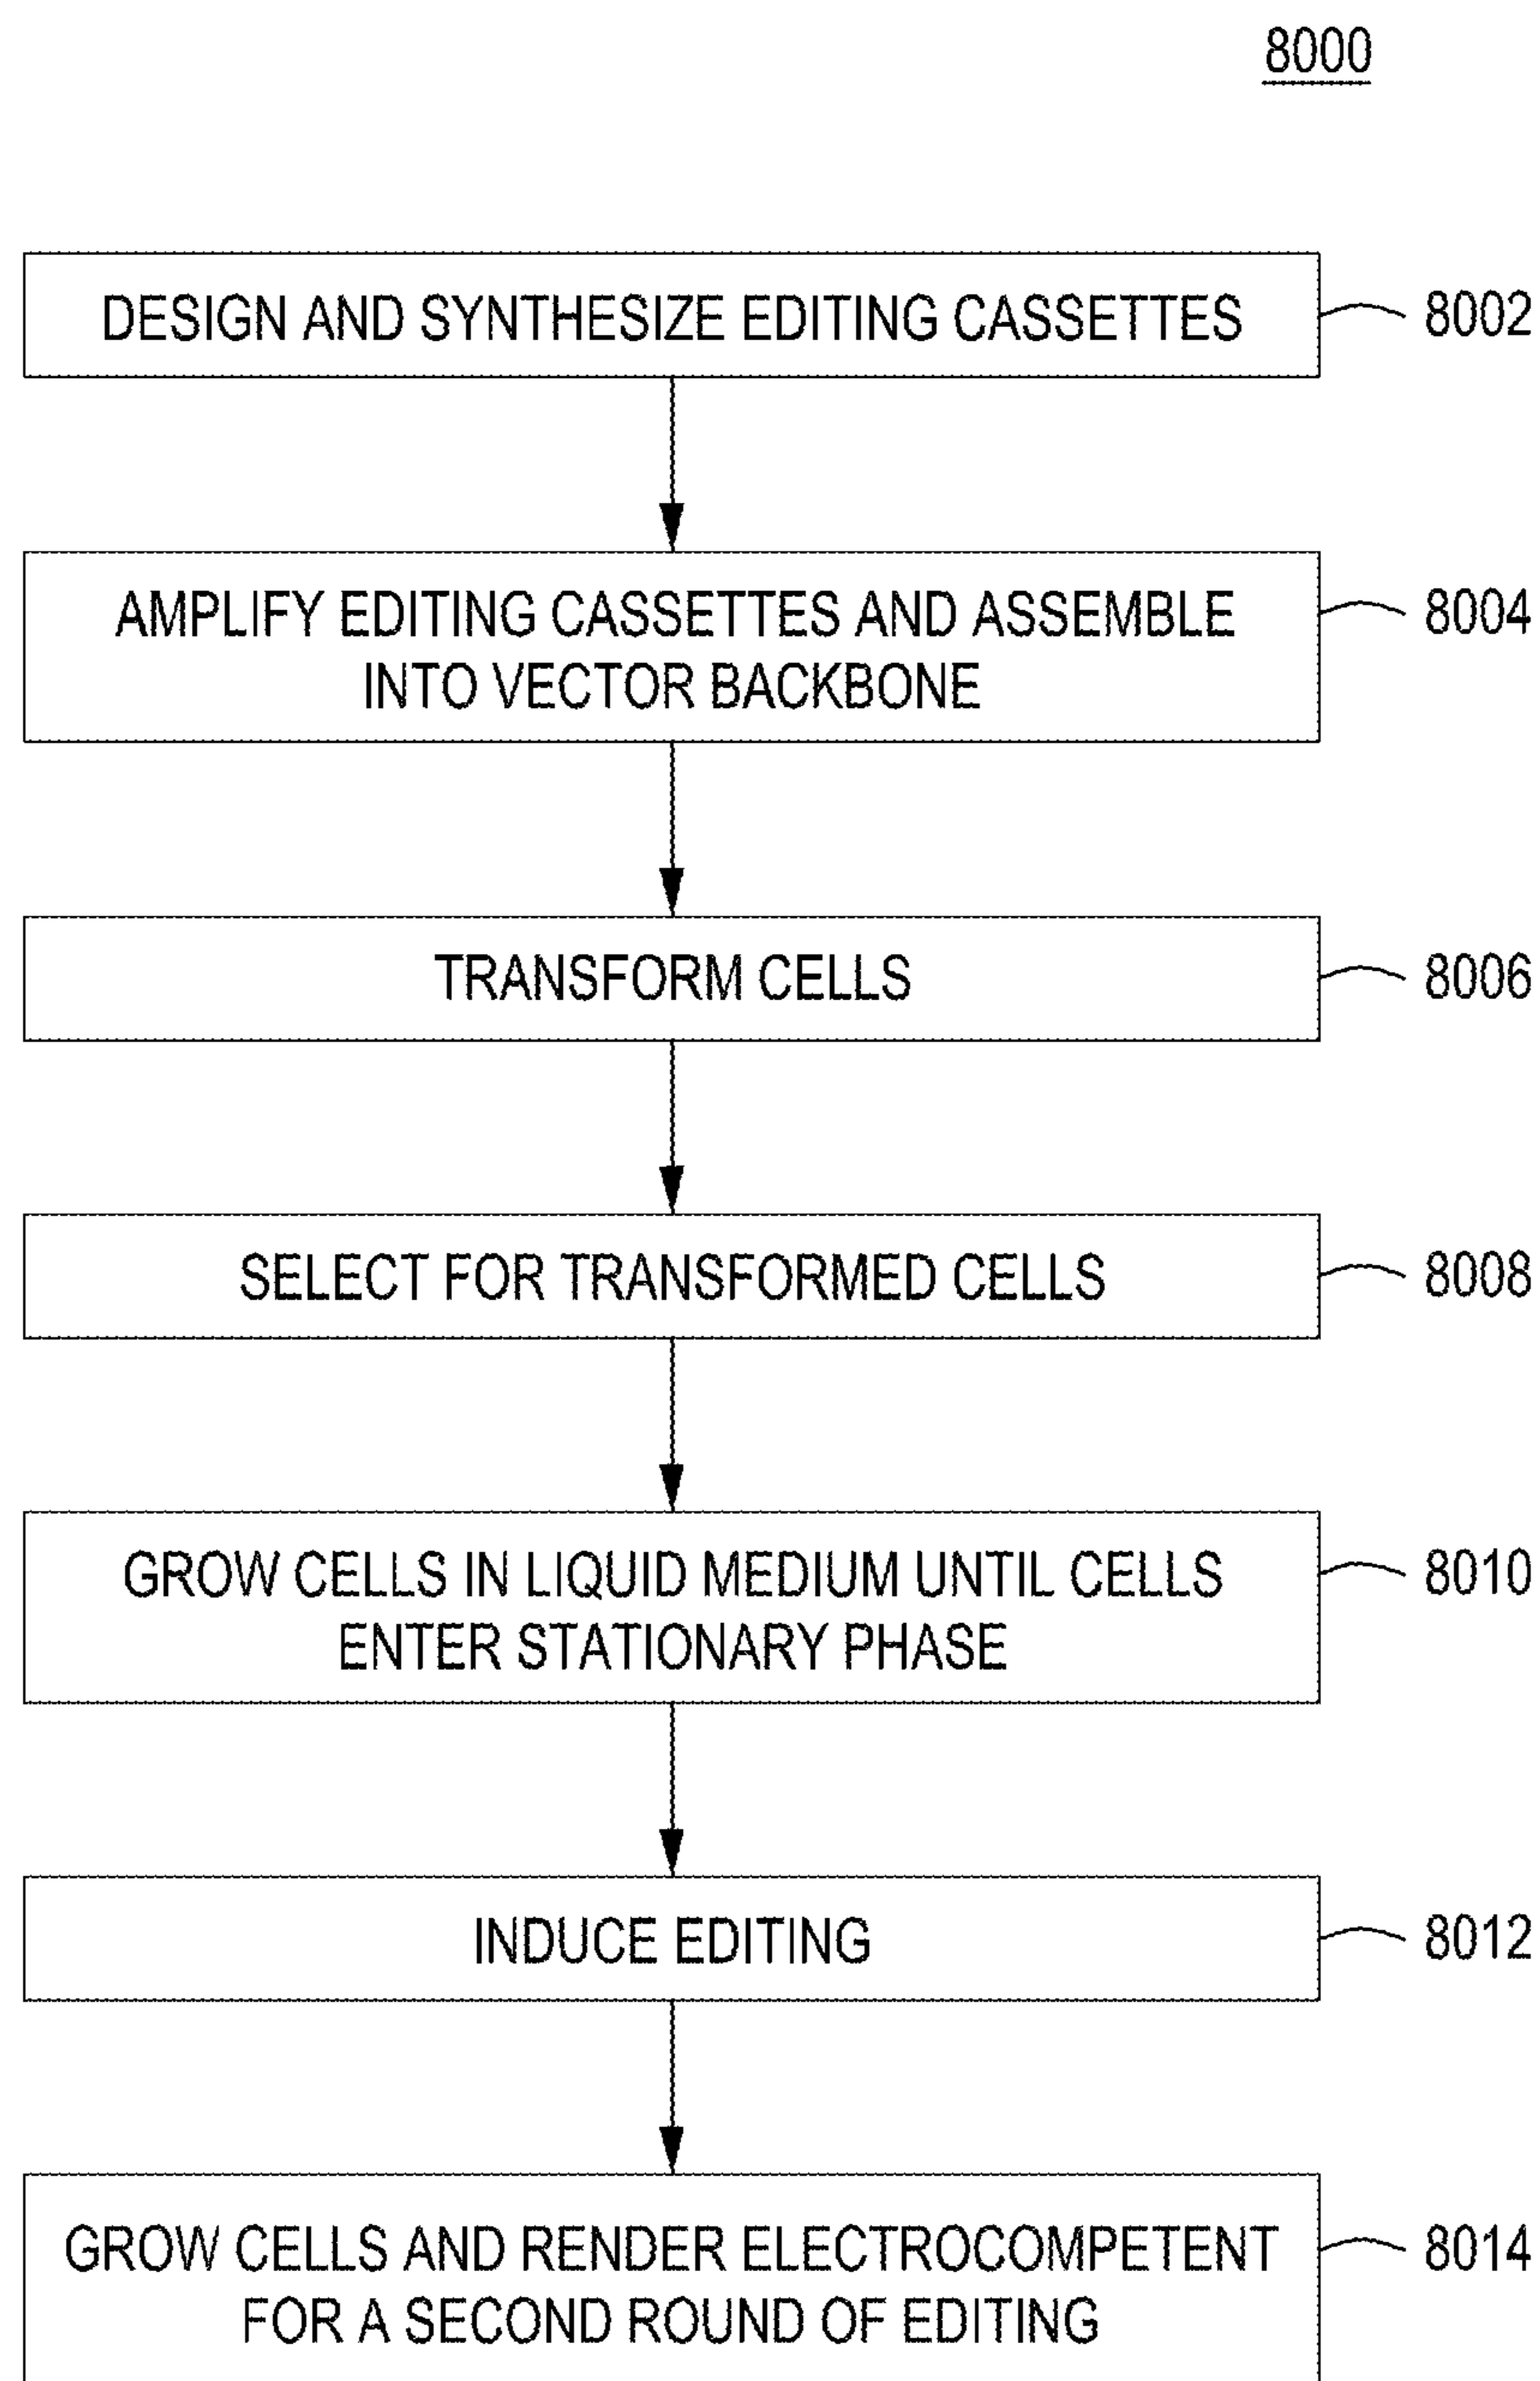 8000
DESIGN AND SYNTHESIZE EDITING CASSETTES
8002
AMPLIFY EDITING CASSETTES AND ASSEMBLE
INTO VECTOR BACKBONE
8004
TRANSFORM CELLS
8006
SELECT FOR TRANSFORMED CELLS
8008
GROW CELLS IN LIQUID MEDIUM UNTIL CELLS
ENTER STATIONARY PHASE
8010
INDUCE EDITING
8012
GROW CELLS AND RENDER ELECTROCOMPETENT
FOR A SECOND ROUND OF EDITING
8014